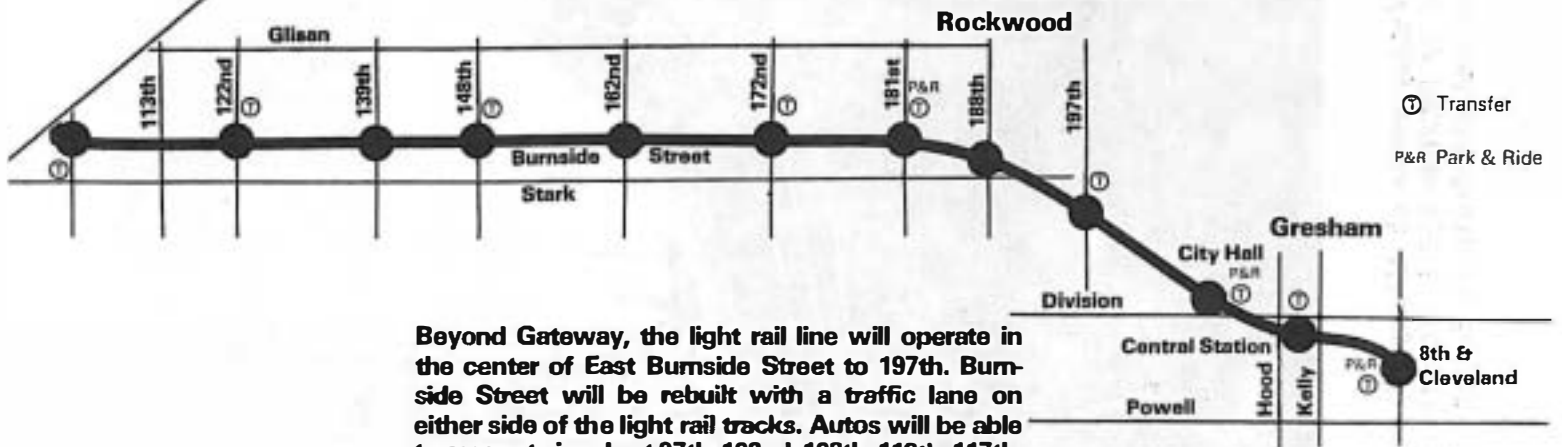 Rockwood
Glisan
113th
122nd
Ⓣ
139th
148th
Ⓣ
162nd
172nd
Ⓣ
181st
P&R
Ⓣ
188th
197th
Ⓣ Transfer
P&R Park & Ride
Ⓣ
Burnside Street
Stark
Ⓣ
Gresham
City Hall
P&R
Ⓣ
Ⓣ
Division
Central Station
Hood
Kelly
P&R
Ⓣ
8th &
Cleveland
Powell
Beyond Gateway, the light rail line will operate in
the center of East Burnside Street to 197th. Burn-
side Street will be rebuilt with a traffic lane on
either side of the light rail tracks. Autos will be able